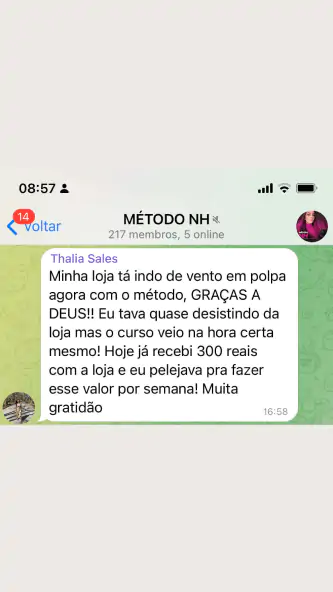 08:57
14
Voltar
MÉTODO NH
217 membros, 5 online
Thalia Sales
Minha loja tá indo de vento em polpa
agora com o método, GRAÇAS A
DEUS!! Eu tava quase desistindo da
loja mas o curso veio na hora certa
mesmo! Hoje já recebi 300 reais
com a loja e eu pelejava pra fazer
esse valor por semana! Muita
gratidão
16:58